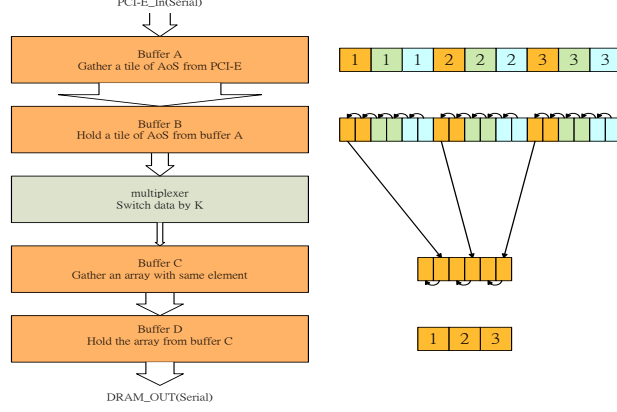 PCI-E_In(Serial)
Buffer A
Gather a tile of AoS from PCI-E
1 1 1 2 2 2 3 3 3
Buffer B
Hold a tile of AoS from buffer A
multiplexer
Switch data by K
Buffer C
Gather an array with same element
Buffer D
Hold the array from buffer C
1 2 3
DRAM_OUT(Serial)